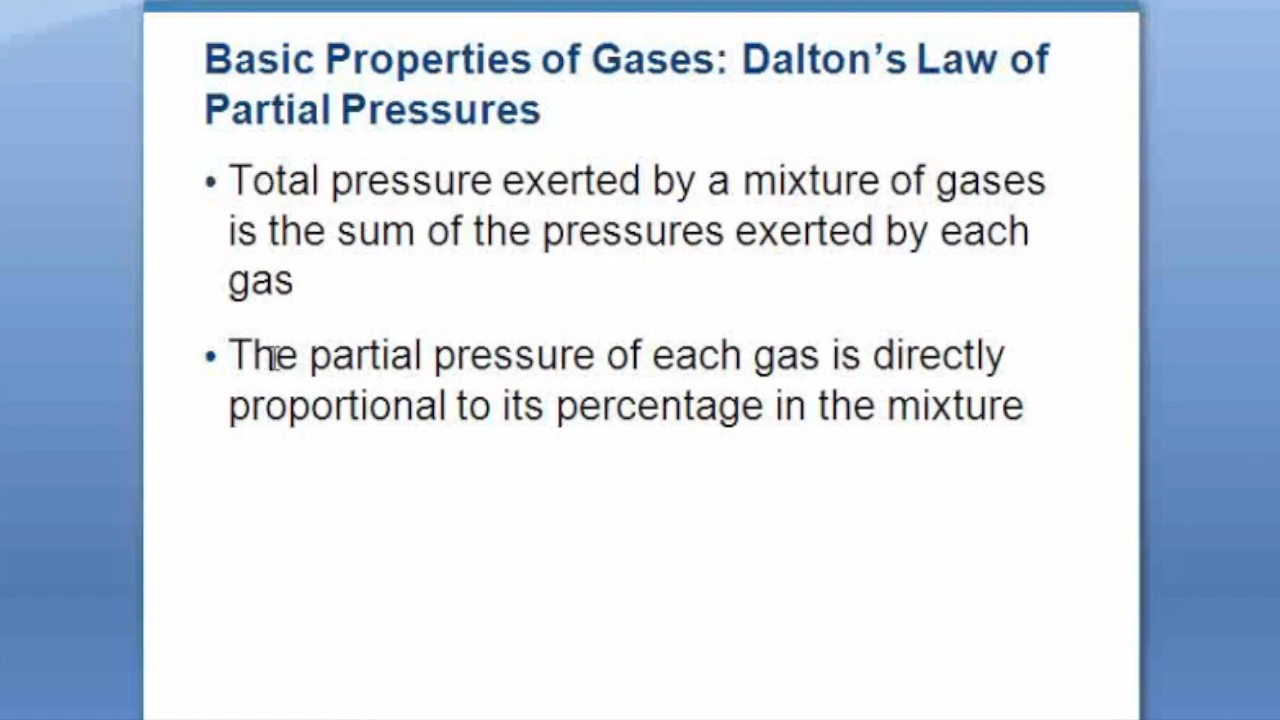 Basic Properties of Gases: Dalton’s Law of
Partial Pressures
• Total pressure exerted by a mixture of gases
is the sum of the pressures exerted by each
gas
• The partial pressure of each gas is directly
proportional to its percentage in the mixture